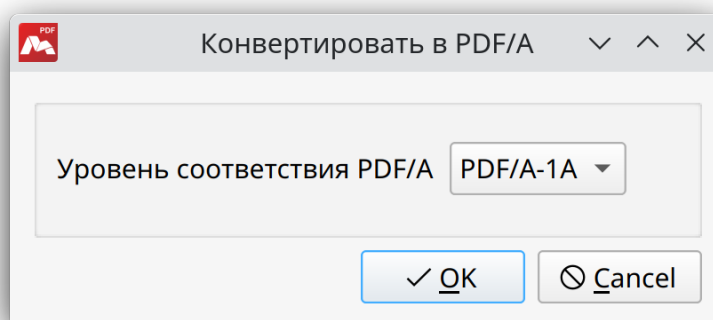 PDF
Конвертировать в PDF/A
Уровень соответствия PDF/A PDF/A-1A
OK Cancel